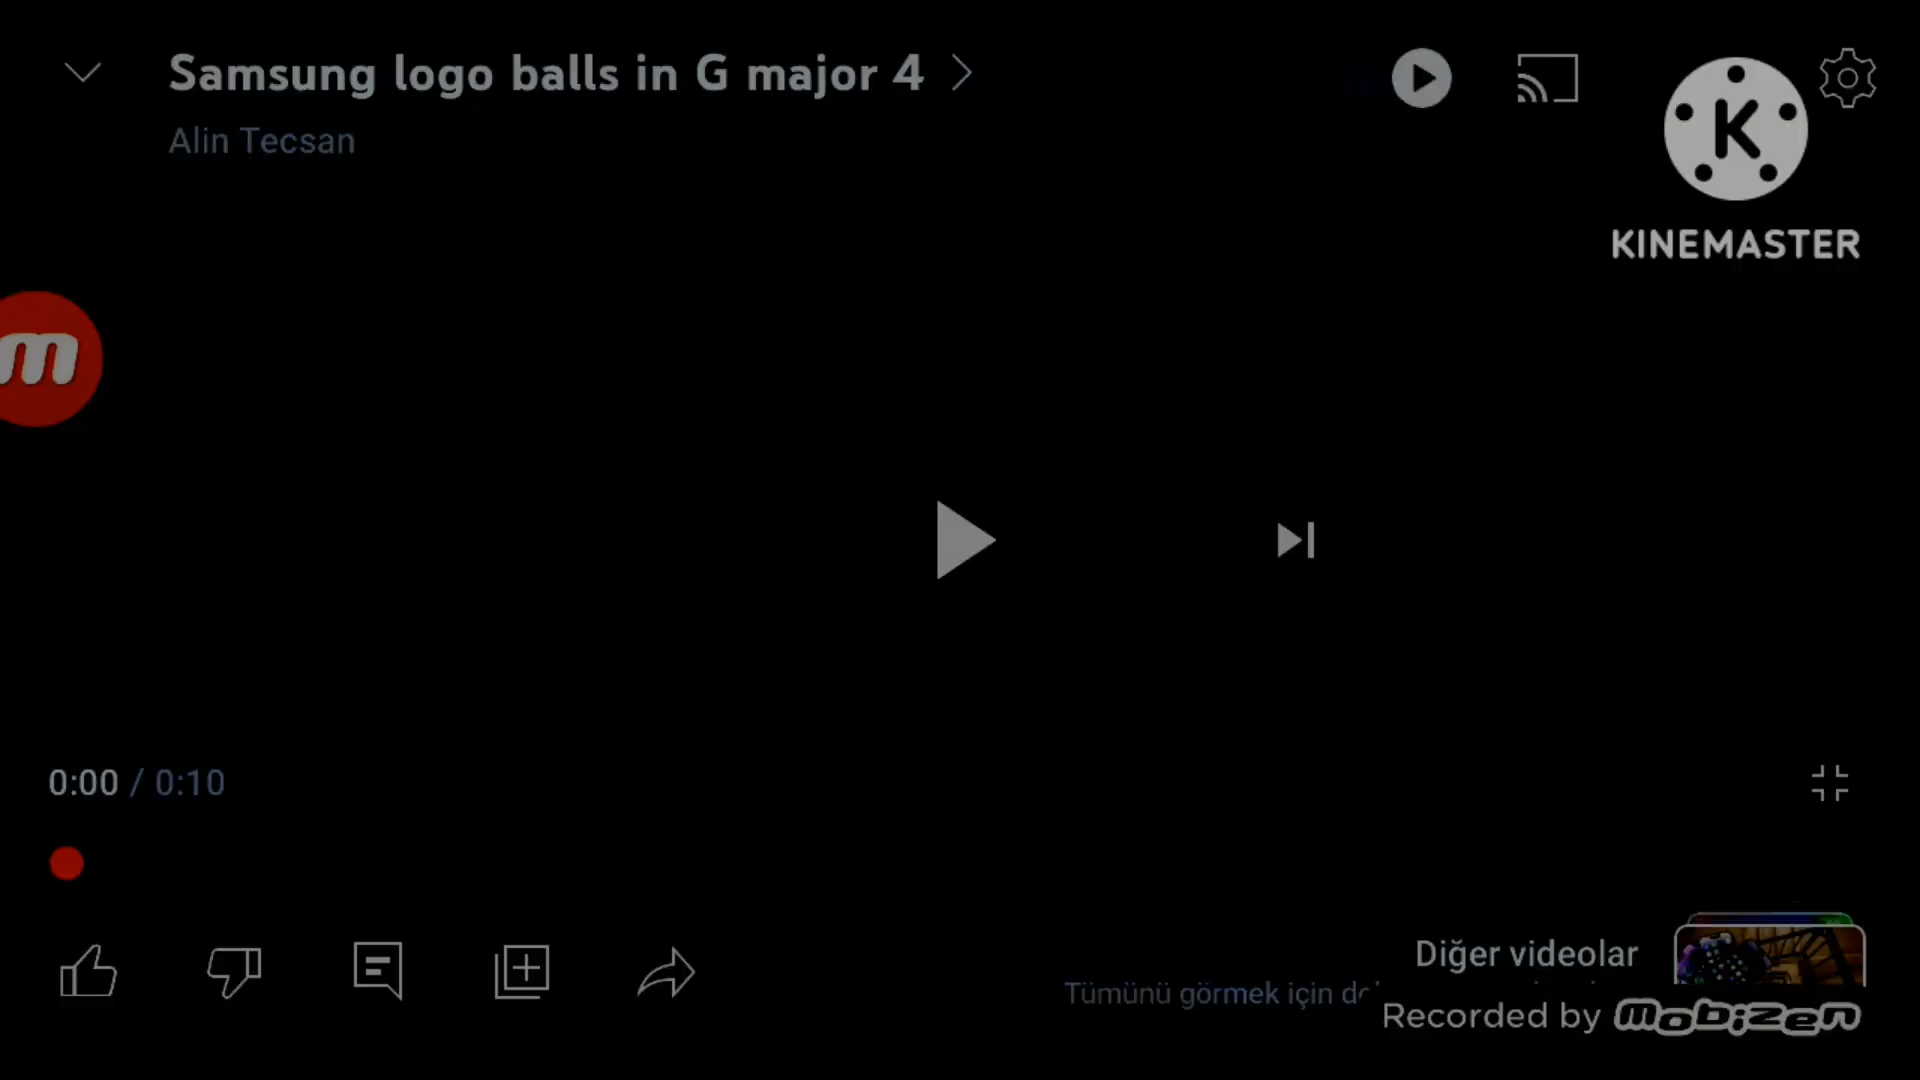 Samsung logo balls in G major 4
Alin Tecsan
K
KINEMASTER
m
0:00 / 0:10
Diğer videolar
Tümünü görmek için
Recorded by mobizen